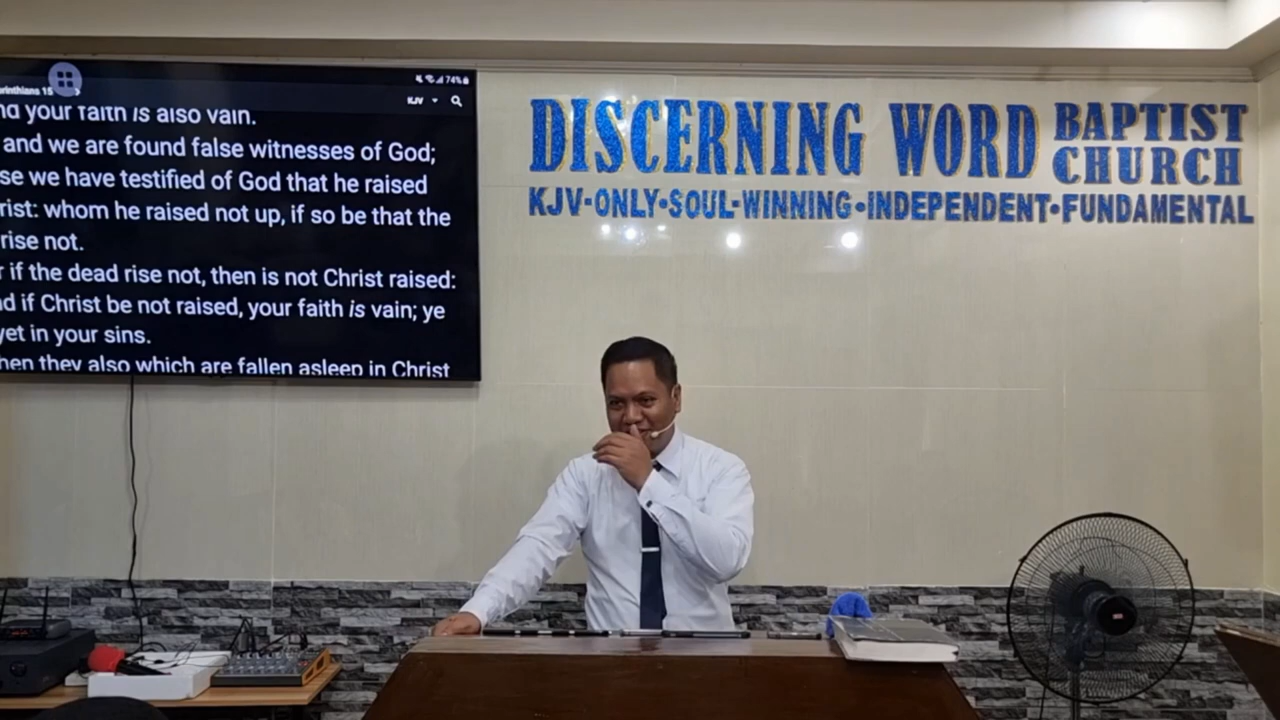 74%
orinthians 15
KJV
nd your faith is also vain.
and we are found false witnesses of God;
se we have testified of God that he raised
rist: whom he raised not up, if so be that the
rise not.
r if the dead rise not, then is not Christ raised:
nd if Christ be not raised, your faith is vain; ye
yet in your sins.
hen they also which are fallen asleep in Christ
DISCERNING WORD BAPTIST CHURCH
KJV-ONLY•SOUL-WINNING•INDEPENDENT•FUNDAMENTAL